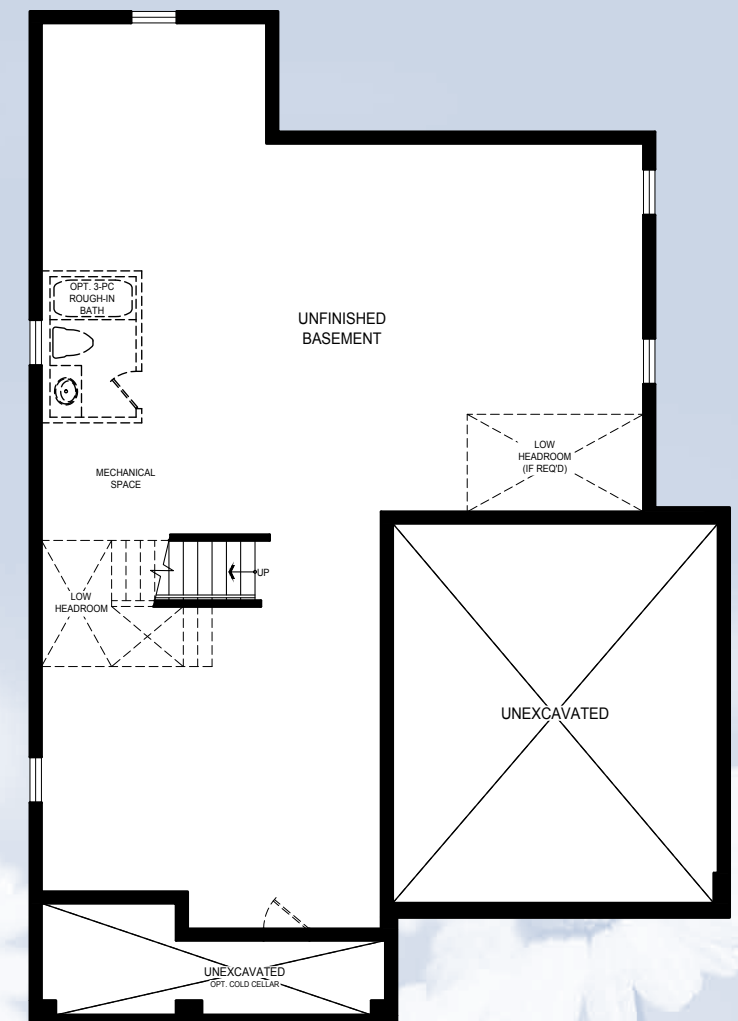 OPT. 3-PC
ROUGH-IN
BATH
UNFINISHED
BASEMENT
LOW
HEADROOM
(IF REQ'D)
MECHANICAL
SPACE
UP
LOW
HEADROOM
UNEXCAVATED
UNEXCAVATED
OPT. COLD CELLAR